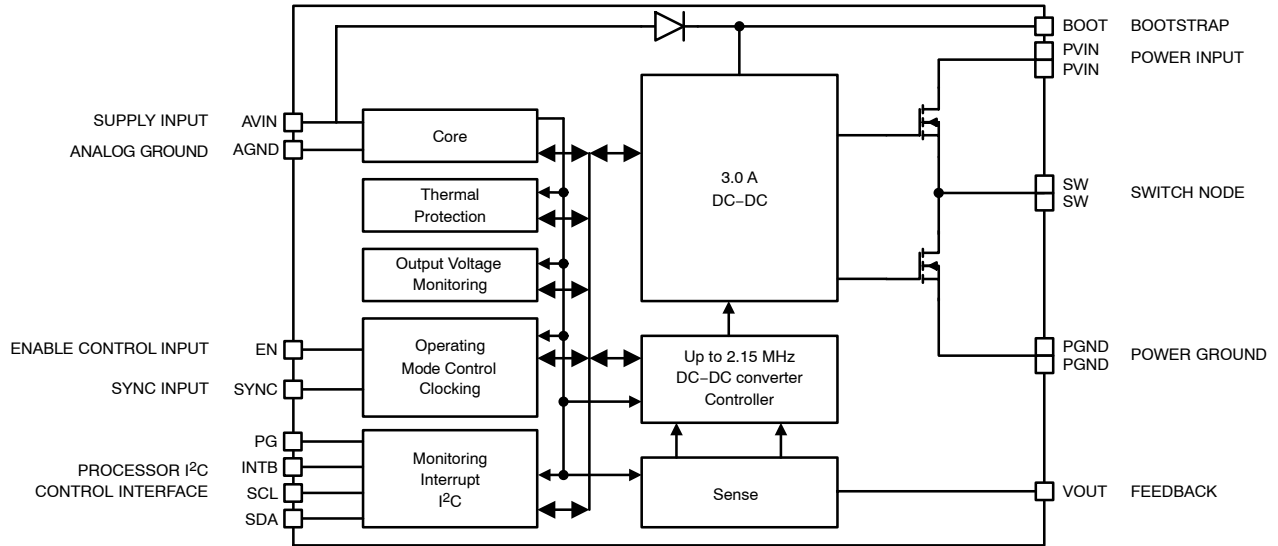 BOOT BOOTSTRAP
PVIN
PVIN
POWER INPUT
SUPPLY INPUT AVIN
ANALOG GROUND AGND
Core
Thermal
Protection
Output Voltage
Monitoring
3.0 A
DC−DC
SW
SW
SWITCH NODE
ENABLE CONTROL INPUT EN
SYNC INPUT SYNC
Operating
Mode Control
Clocking
Up to 2.15 MHz
DC−DC converter
Controller
PGND
PGND
POWER GROUND
PG
INTB
SCL
SDA
PROCESSOR I²C
CONTROL INTERFACE
Monitoring
Interrupt
I²C
Sense
VOUT FEEDBACK